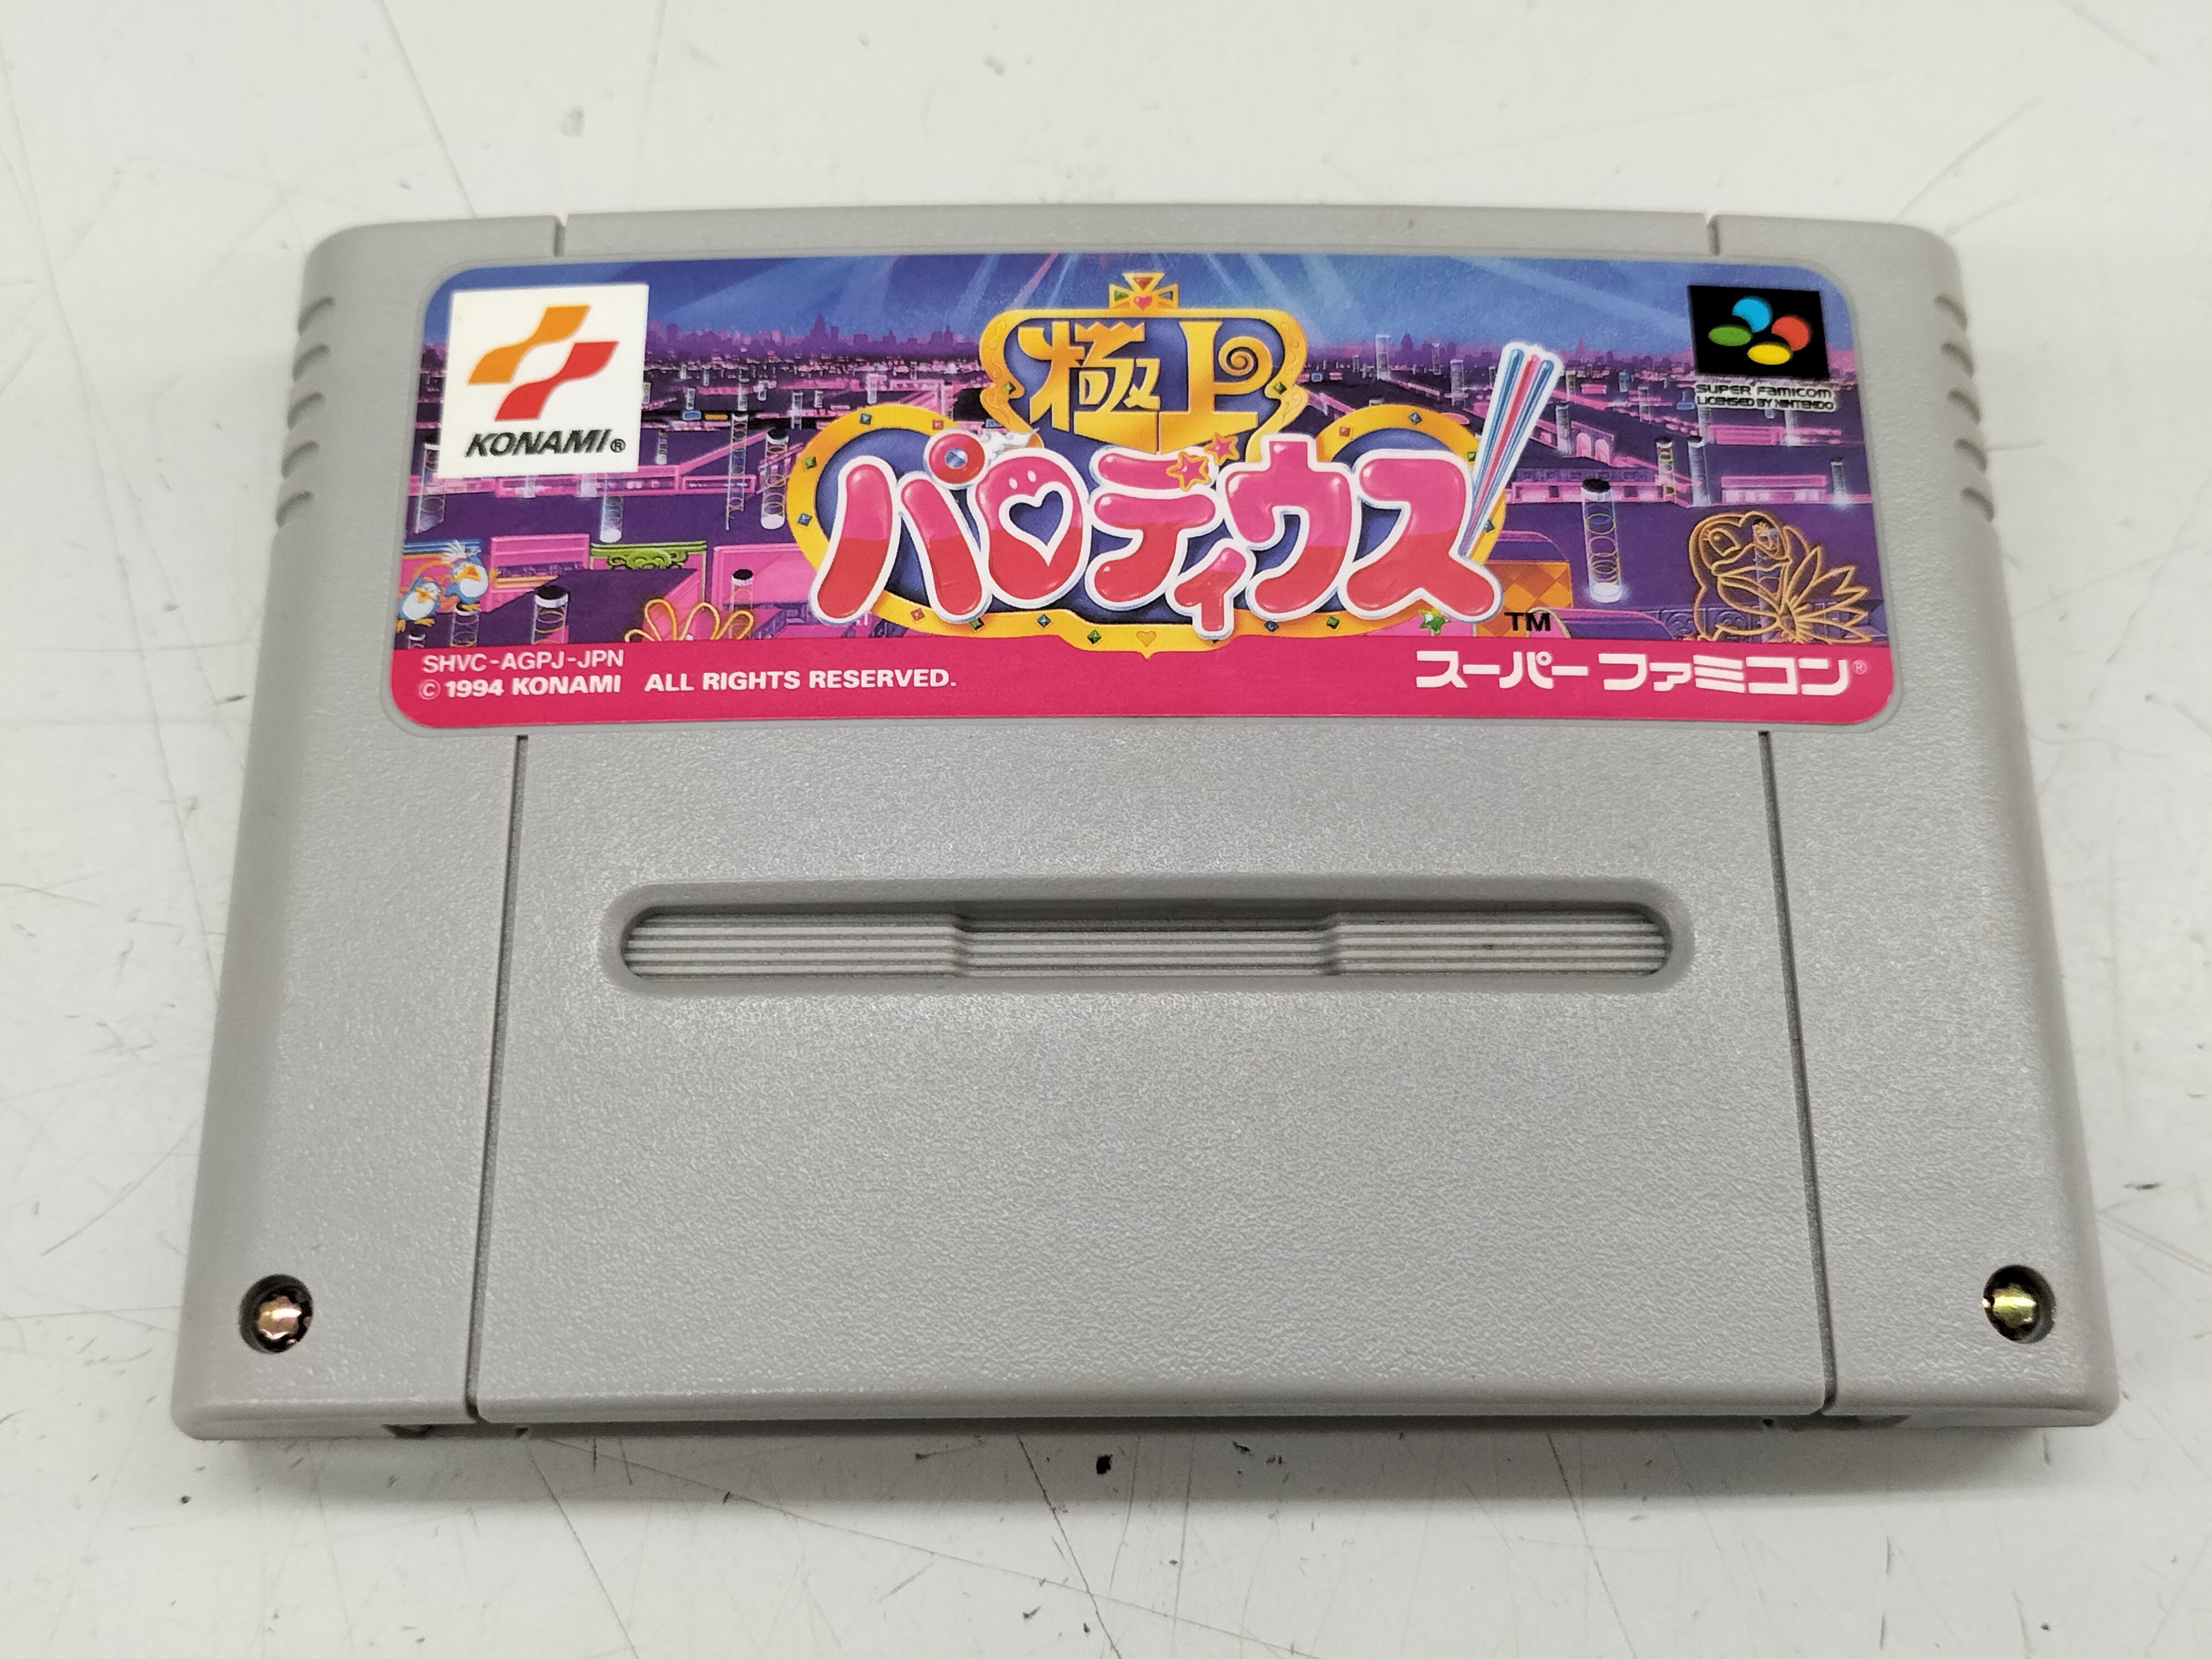 KONAMI®
極上
パロディウス
TM
SUPER Famicom
LICENSED BY NINTENDO
SHVC-AGPJ-JPN
© 1994 KONAMI ALL RIGHTS RESERVED.
スーパーファミコン®